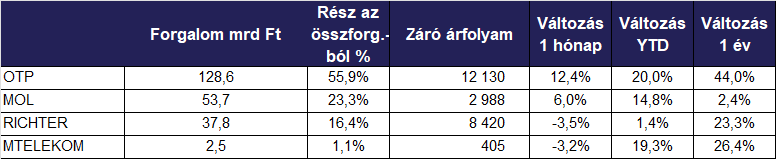 Forgalom mrd Ft	Rész az összforg.-ból %	Záró árfolyam	Változás 1 hónap	Változás YTD	Változás 1 év
OTP	128,6	55,9%	12 130	12,4%	20,0%	44,0%
MOL	53,7	23,3%	2 988	6,0%	14,8%	2,4%
RICHTER	37,8	16,4%	8 420	-3,5%	1,4%	23,3%
MTELEKOM	2,5	1,1%	405	-3,2%	19,3%	26,4%